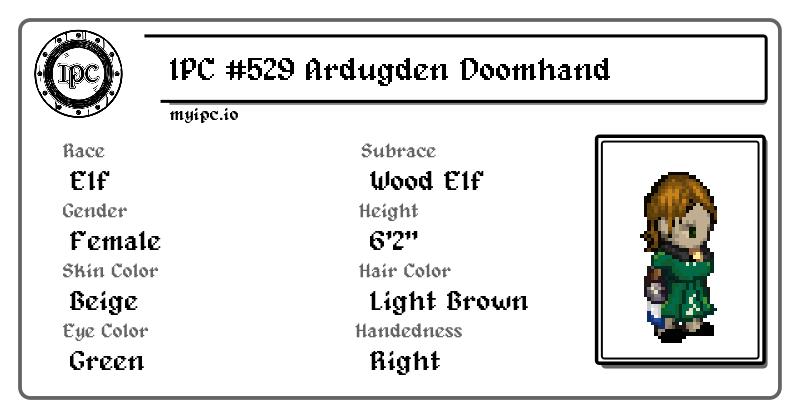 IPC
IPC #529 Ardugden Doomhand
myipc.io
Race
Elf
Subrace
Wood Elf
Gender
Female
Height
6'2"
Skin Color
Beige
Hair Color
Light Brown
Eye Color
Green
Handedness
Right